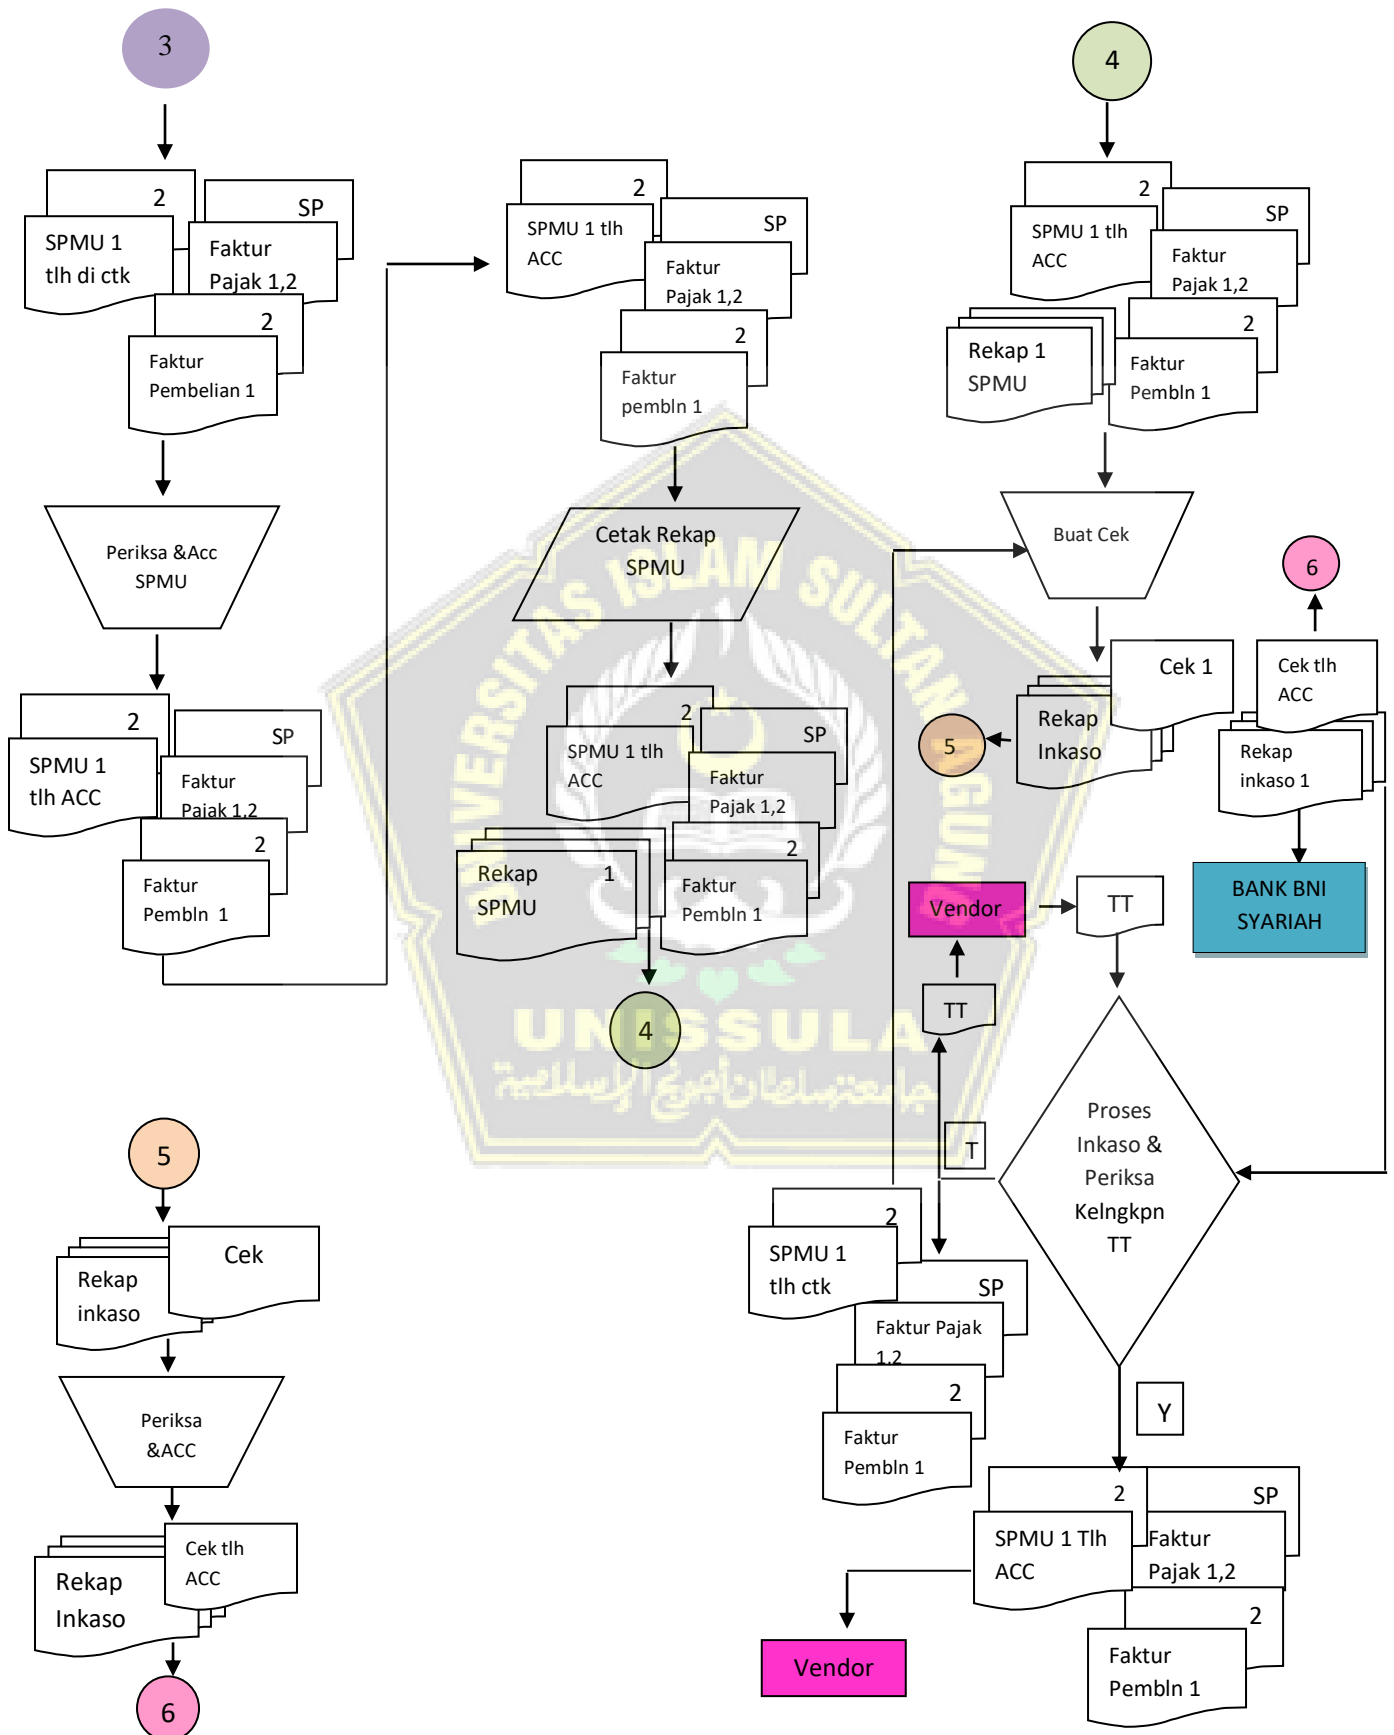 3
2
SP
SPMU 1
tlh di ctk
Faktur
Pajak 1,2
2
Faktur
Pembelian 1
Periksa &Acc
SPMU
2
SP
SPMU 1
tlh ACC
Faktur
Pajak 1,2
2
Faktur
Pembln 1
2
SP
SPMU 1 tlh
ACC
Faktur
Pajak 1,2
2
Faktur
pembln 1
Cetak Rekap
SPMU
2
SP
SPMU 1 tlh
ACC
Faktur
Pajak 1,2
2
Rekap 1
SPMU
Faktur
Pembln 1
4
4
2
SP
SPMU 1 tlh
ACC
Faktur
Pajak 1,2
2
Rekap 1
SPMU
Faktur
Pembln 1
Buat Cek
6
Cek 1
Rekap
Inkaso
5
Cek tlh
ACC
Rekap
inkaso 1
BANK BNI
SYARIAH
Vendor
TT
TT
Proses
Inkaso &
Periksa
Kelngkpn
TT
T
2
SP
SPMU 1
tlh ctk
Faktur Pajak
1,2
2
Faktur
Pembln 1
Y
2
SP
SPMU 1 Tlh
ACC
Faktur
Pajak 1,2
2
Faktur
Pembln 1
Vendor
5
Cek
Rekap
inkaso
Periksa
&ACC
Cek tlh
ACC
Rekap
Inkaso
6
UNIVERSITAS ISLAM SULTAN AGUNG
UNISSULA
جامعة سلطان أجونج الإسلامية